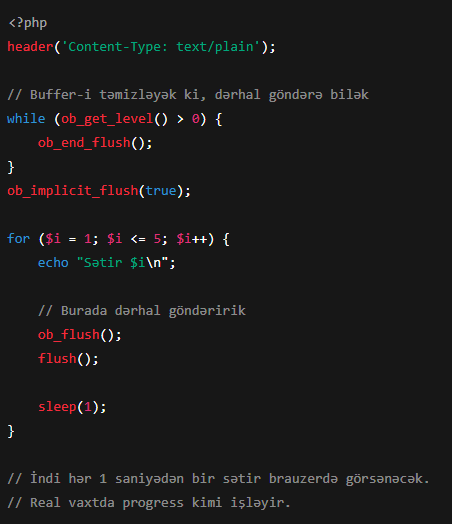 <?php
header('Content-Type: text/plain');

// Buffer-i təmizləyək ki, dərhal göndərə bilək
while (ob_get_level() > 0) {
    ob_end_flush();
}
ob_implicit_flush(true);

for ($i = 1; $i <= 5; $i++) {
    echo "Sətir $i\n";

    // Burada dərhal göndəririk
    ob_flush();
    flush();

    sleep(1);
}

// İndi hər 1 saniyədən bir sətir brauzerdə görsənəcək.
// Real vaxtda progress kimi işləyir.